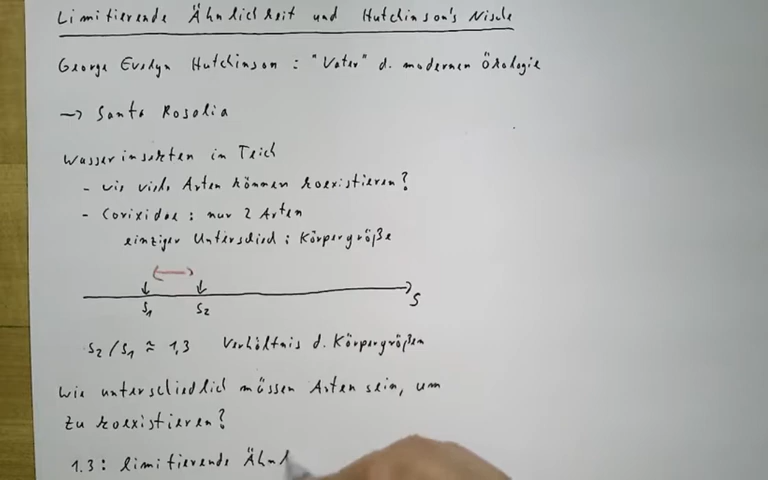 Limitierende Ähnlichkeit und Hutchinson's Nische
George Evelyn Hutchinson : "Vater" d. modernen Ökologie
→ Santa Rosalia
Wasserinsekten in Teich
- wie viele Arten können koexistieren?
- Corixidae : nur 2 Arten
einziger Unterschied : Körpergröße
S1 S2 S
S2/S1 ≈ 1,3 Verhältnis d. Körpergrößen
Wie unterschiedlich müssen Arten sein, um
zu koexistieren?
1.3 : limitierende Ähnl